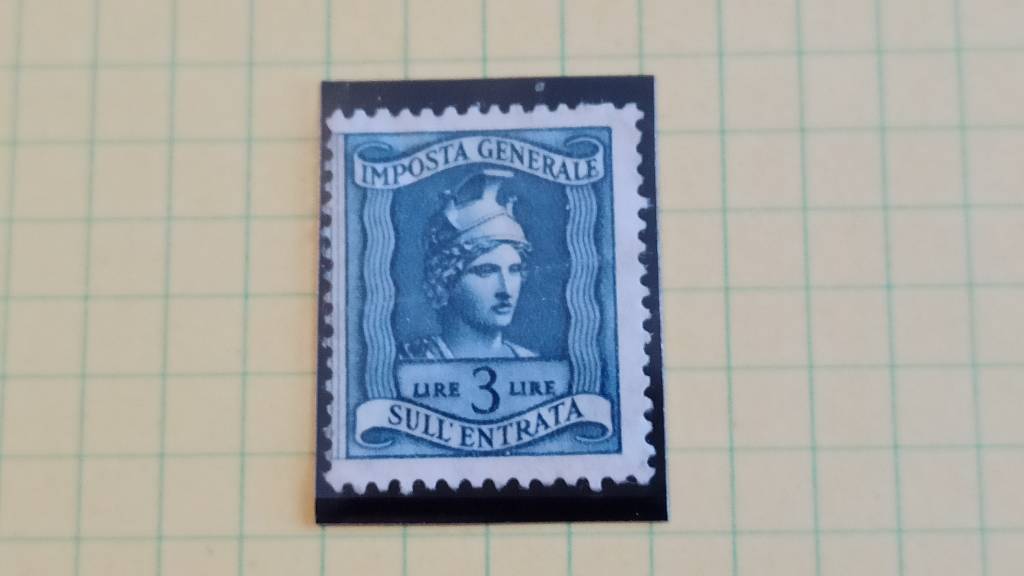 IMPOSTA GENERALE
LIRE 3 LIRE
SULL'ENTRATA